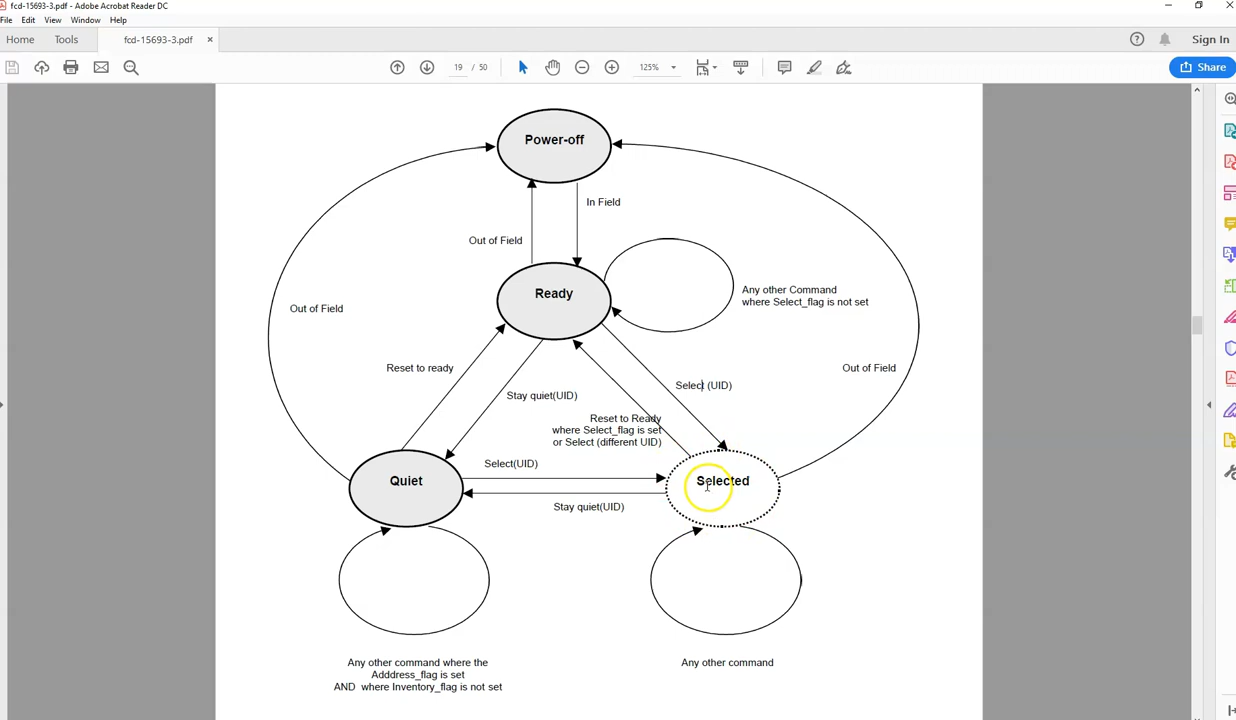 fcd-15693-3.pdf - Adobe Acrobat Reader DC
File Edit View Window Help
Home Tools fcd-15693-3.pdf × Sign In
19 / 50 125% Share
Power-off
In Field
Out of Field
Ready
Any other Command
where Select_flag is not set
Out of Field
Reset to ready
Out of Field
Select (UID)
Stay quiet(UID)
Reset to Ready
where Select_flag is set
or Select (different UID)
Select(UID)
Quiet
Selected
Stay quiet(UID)
Any other command where the
Adddress_flag is set
AND where Inventory_flag is not set
Any other command